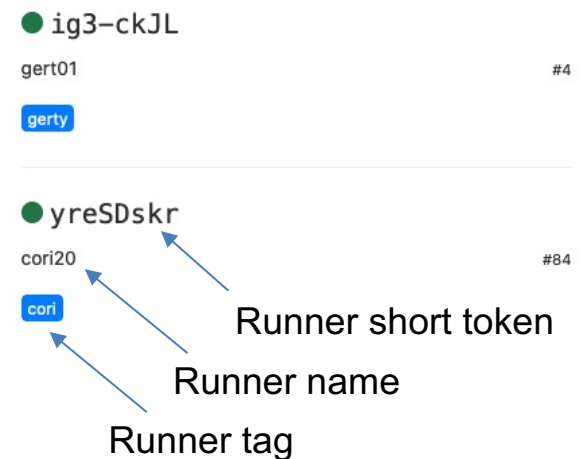 ig3-ckJL
gert01 #4
gerty
yreSDskr
cori20 #84
cori
Runner short token
Runner name
Runner tag